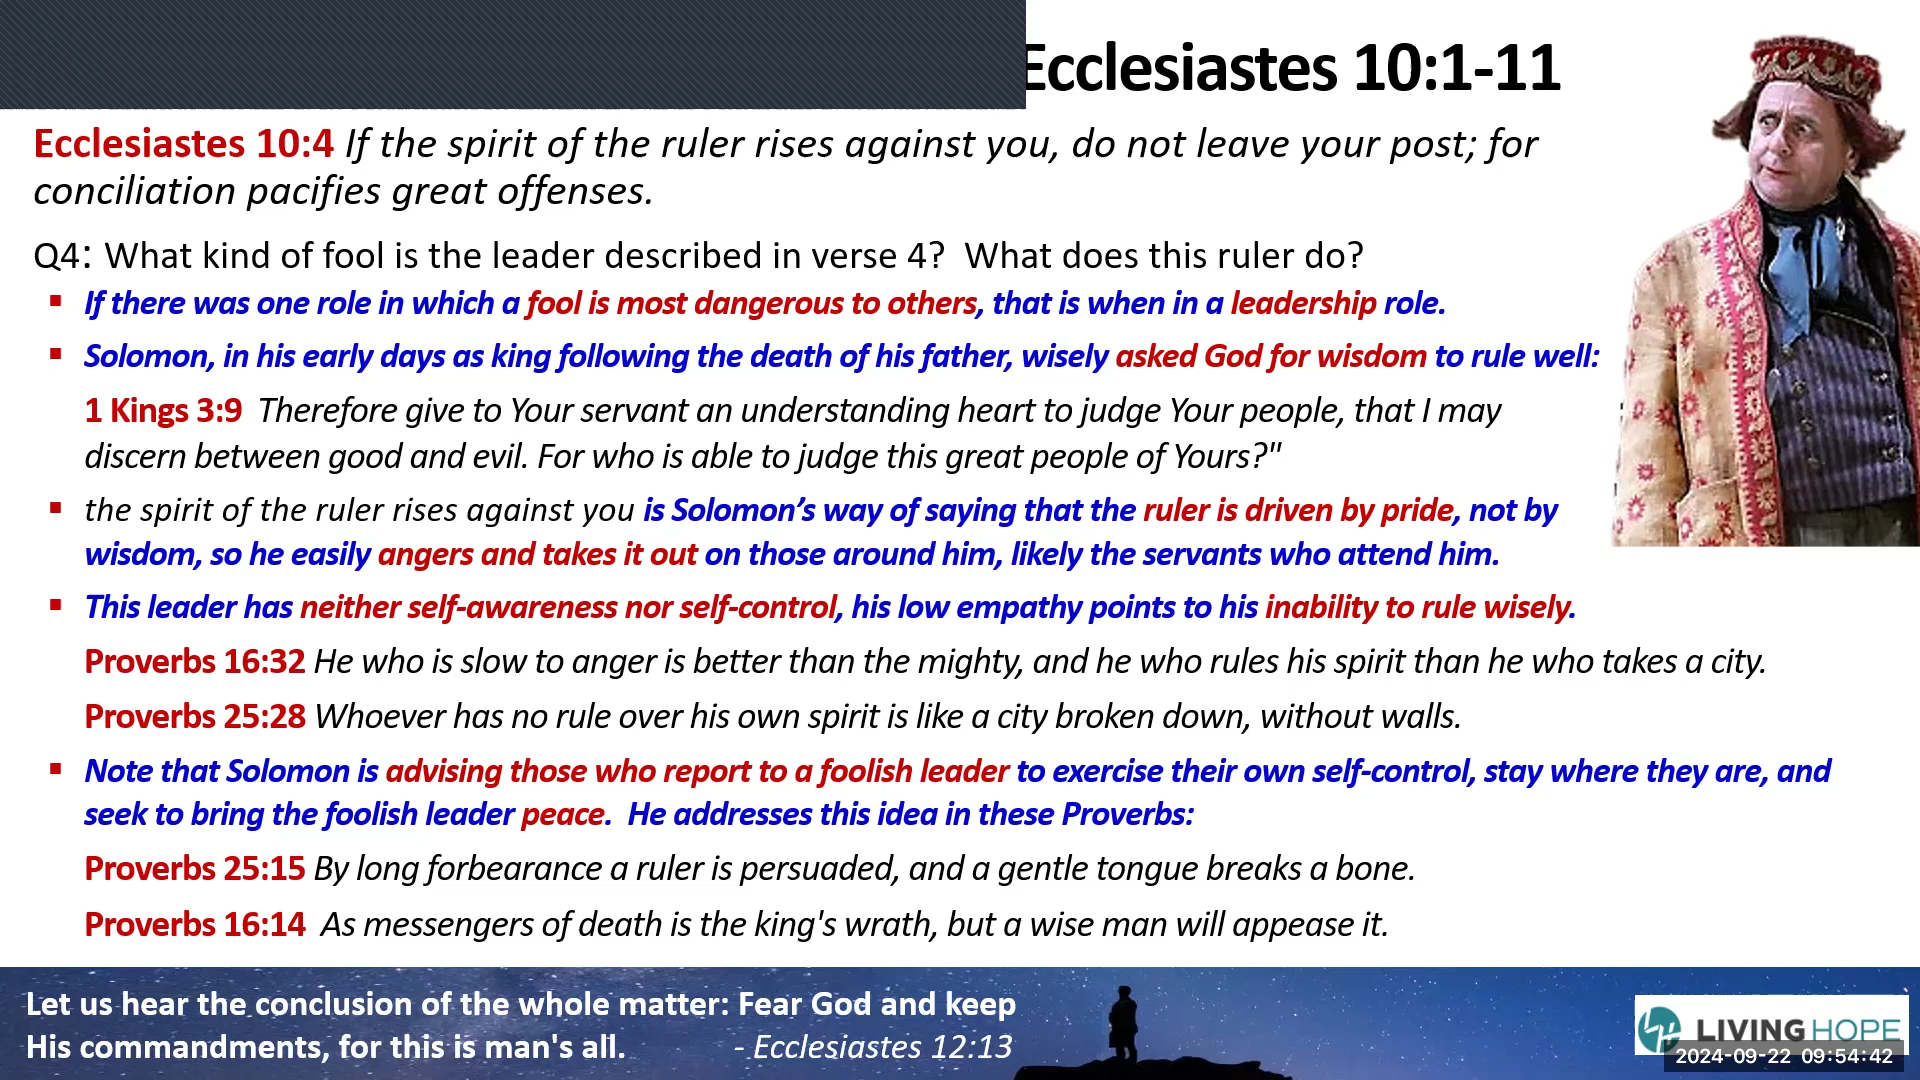 Ecclesiastes 10:1-11
Ecclesiastes 10:4 If the spirit of the ruler rises against you, do not leave your post; for
conciliation pacifies great offenses.
Q4: What kind of fool is the leader described in verse 4?  What does this ruler do?
▪ If there was one role in which a fool is most dangerous to others, that is when in a leadership role.
▪ Solomon, in his early days as king following the death of his father, wisely asked God for wisdom to rule well:
1 Kings 3:9  Therefore give to Your servant an understanding heart to judge Your people, that I may
discern between good and evil. For who is able to judge this great people of Yours?"
▪ the spirit of the ruler rises against you is Solomon’s way of saying that the ruler is driven by pride, not by
wisdom, so he easily angers and takes it out on those around him, likely the servants who attend him.
▪ This leader has neither self-awareness nor self-control, his low empathy points to his inability to rule wisely.
Proverbs 16:32 He who is slow to anger is better than the mighty, and he who rules his spirit than he who takes a city.
Proverbs 25:28 Whoever has no rule over his own spirit is like a city broken down, without walls.
▪ Note that Solomon is advising those who report to a foolish leader to exercise their own self-control, stay where they are, and
seek to bring the foolish leader peace.  He addresses this idea in these Proverbs:
Proverbs 25:15 By long forbearance a ruler is persuaded, and a gentle tongue breaks a bone.
Proverbs 16:14  As messengers of death is the king's wrath, but a wise man will appease it.
Let us hear the conclusion of the whole matter: Fear God and keep
His commandments, for this is man's all.
- Ecclesiastes 12:13
LIVING HOPE
2024-09-22 09:54:42